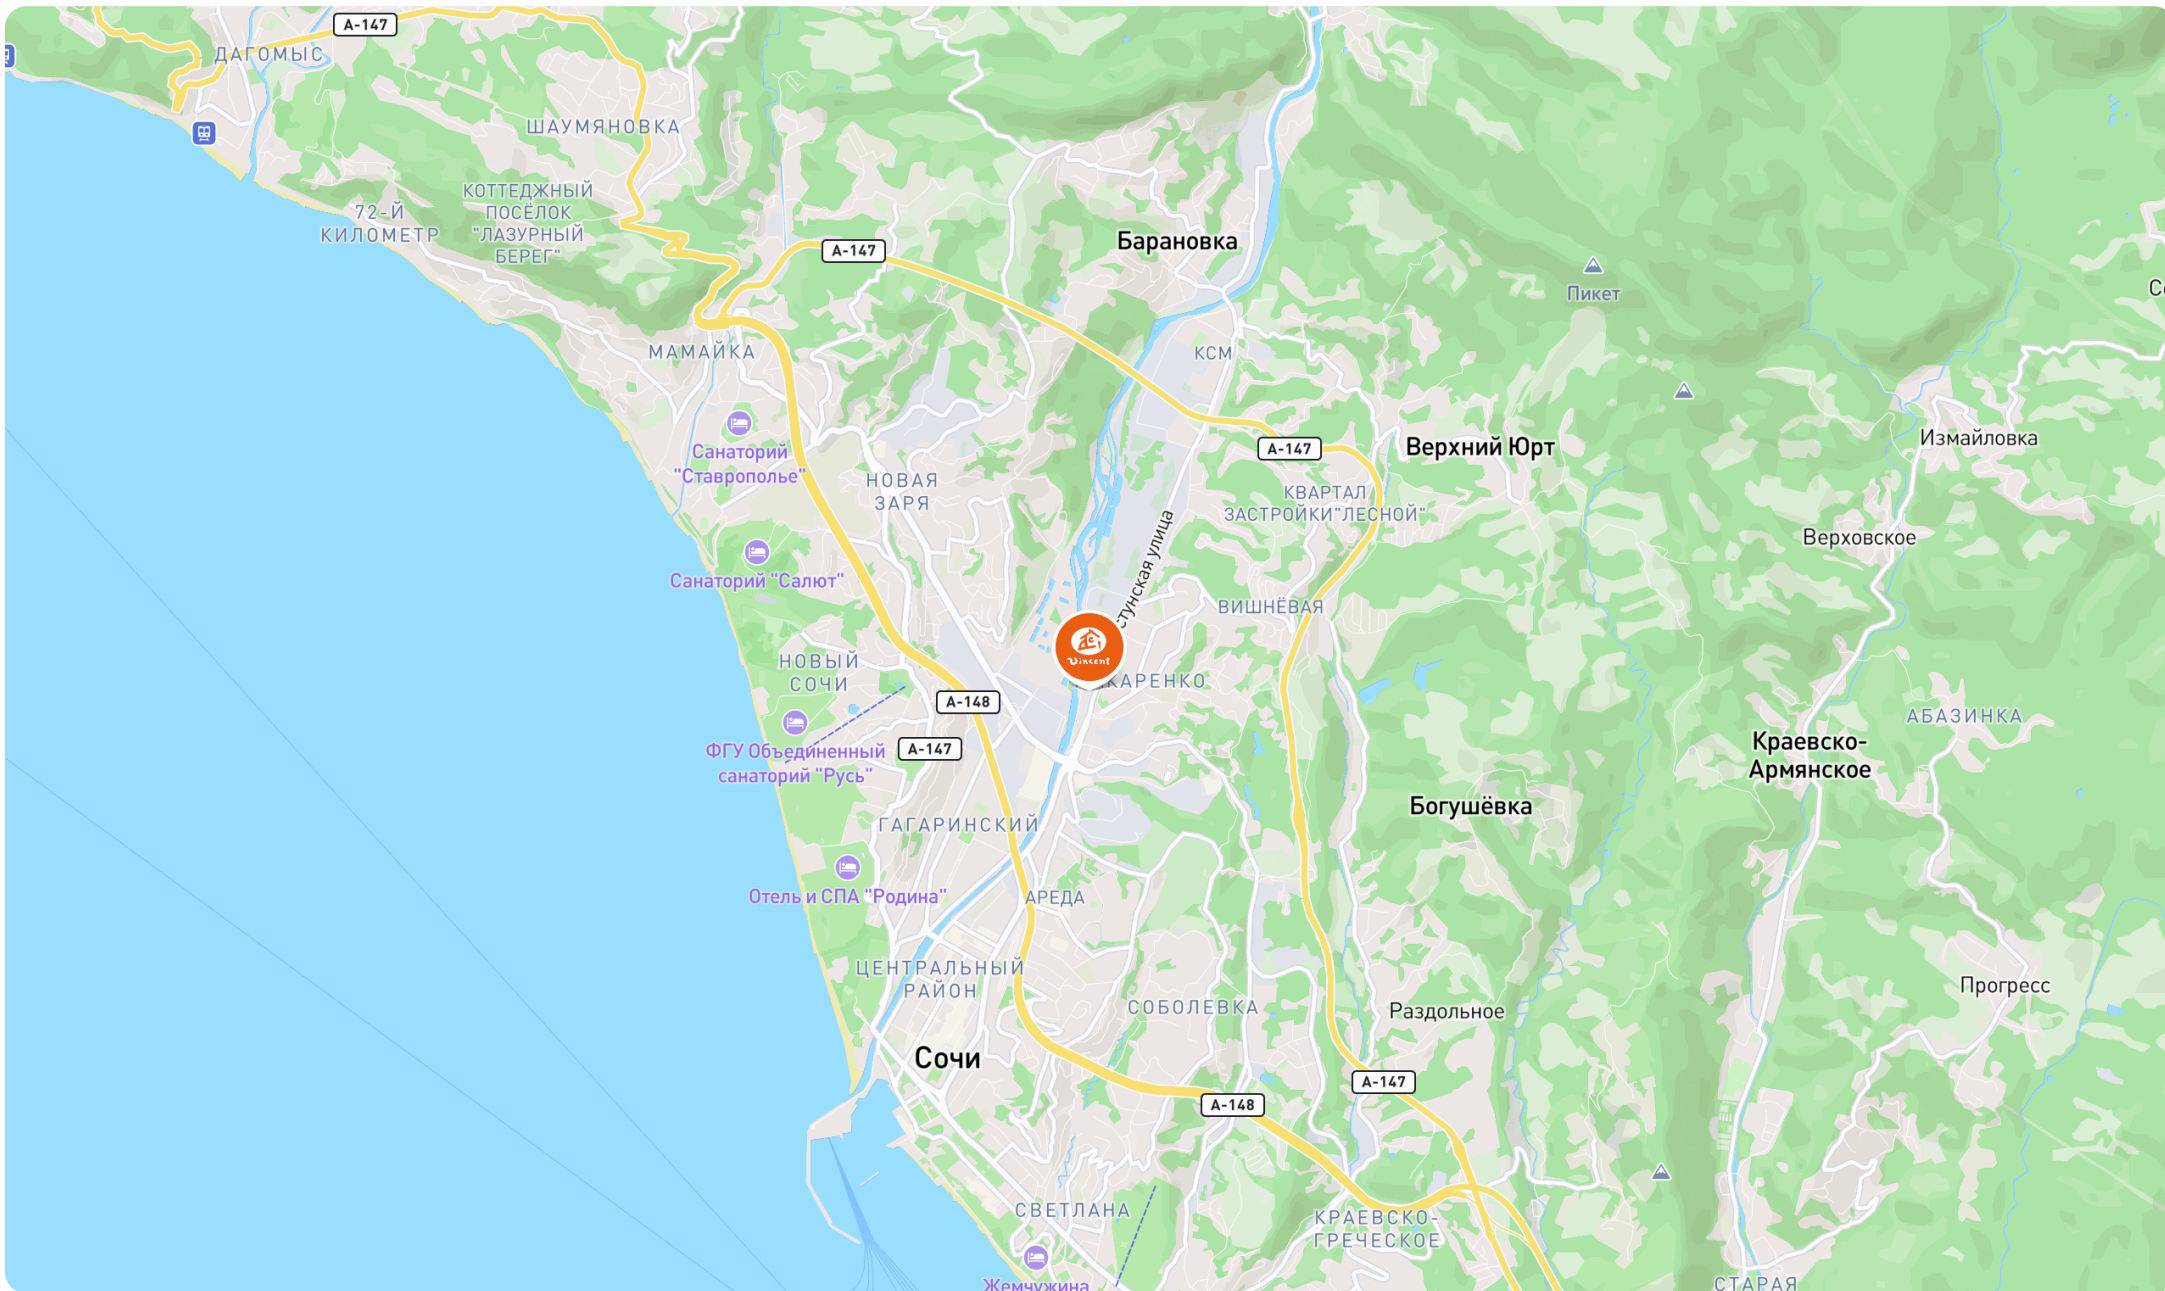 А-147
ДАГОМЫС
ШАУМЯНОВКА
КОТТЕДЖНЫЙ
ПОСЁЛОК
"ЛАЗУРНЫЙ
БЕРЕГ"
72-Й
КИЛОМЕТР
А-147
Барановка
Пикет
МАМАЙКА
КСМ
Санаторий
"Ставрополье"
НОВАЯ
ЗАРЯ
А-147
Верхний Юрт
Измайловка
КВАРТАЛ
ЗАСТРОЙКИ"ЛЕСНОЙ"
Верховское
улица
Санаторий "Салют"
ВИШНЁВАЯ
Vincent
НОВЫЙ
СОЧИ
А-148
А-147
ФГУ Объединенный
санаторий "Русь"
АБАЗИНКА
Краевско-
Армянское
Богушёвка
ГАГАРИНСКИЙ
Отель и СПА "Родина"
АРЕДА
ЦЕНТРАЛЬНЫЙ
РАЙОН
СОБОЛЕВКА
Раздольное
Прогресс
Сочи
А-147
А-148
СВЕТЛАНА
КРАЕВСКО-
ГРЕЧЕСКОЕ
Жемчужина
СТАРАЯ